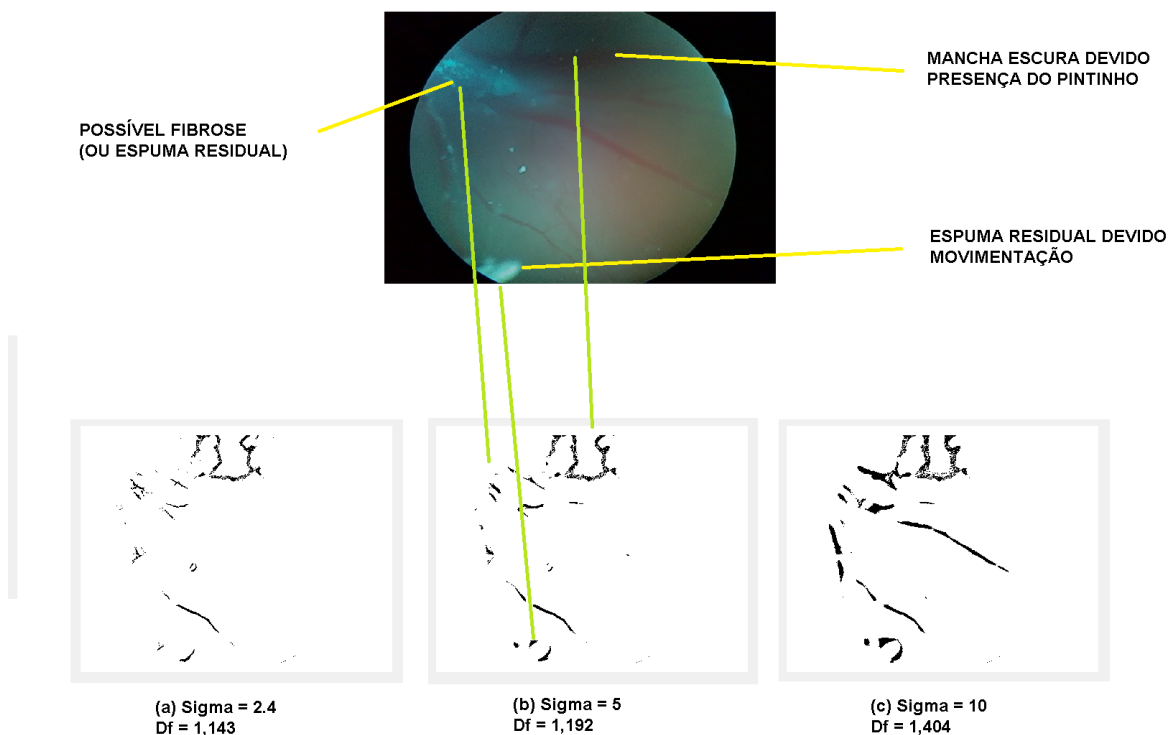 MANCHA ESCURA DEVIDO
PRESENÇA DO PINTINHO
POSSÍVEL FIBROSE
(OU ESPUMA RESIDUAL)
ESPUMA RESIDUAL DEVIDO
MOVIMENTAÇÃO
(a) Sigma = 2.4
Df = 1,143
(b) Sigma = 5
Df = 1,192
(c) Sigma = 10
Df = 1,404